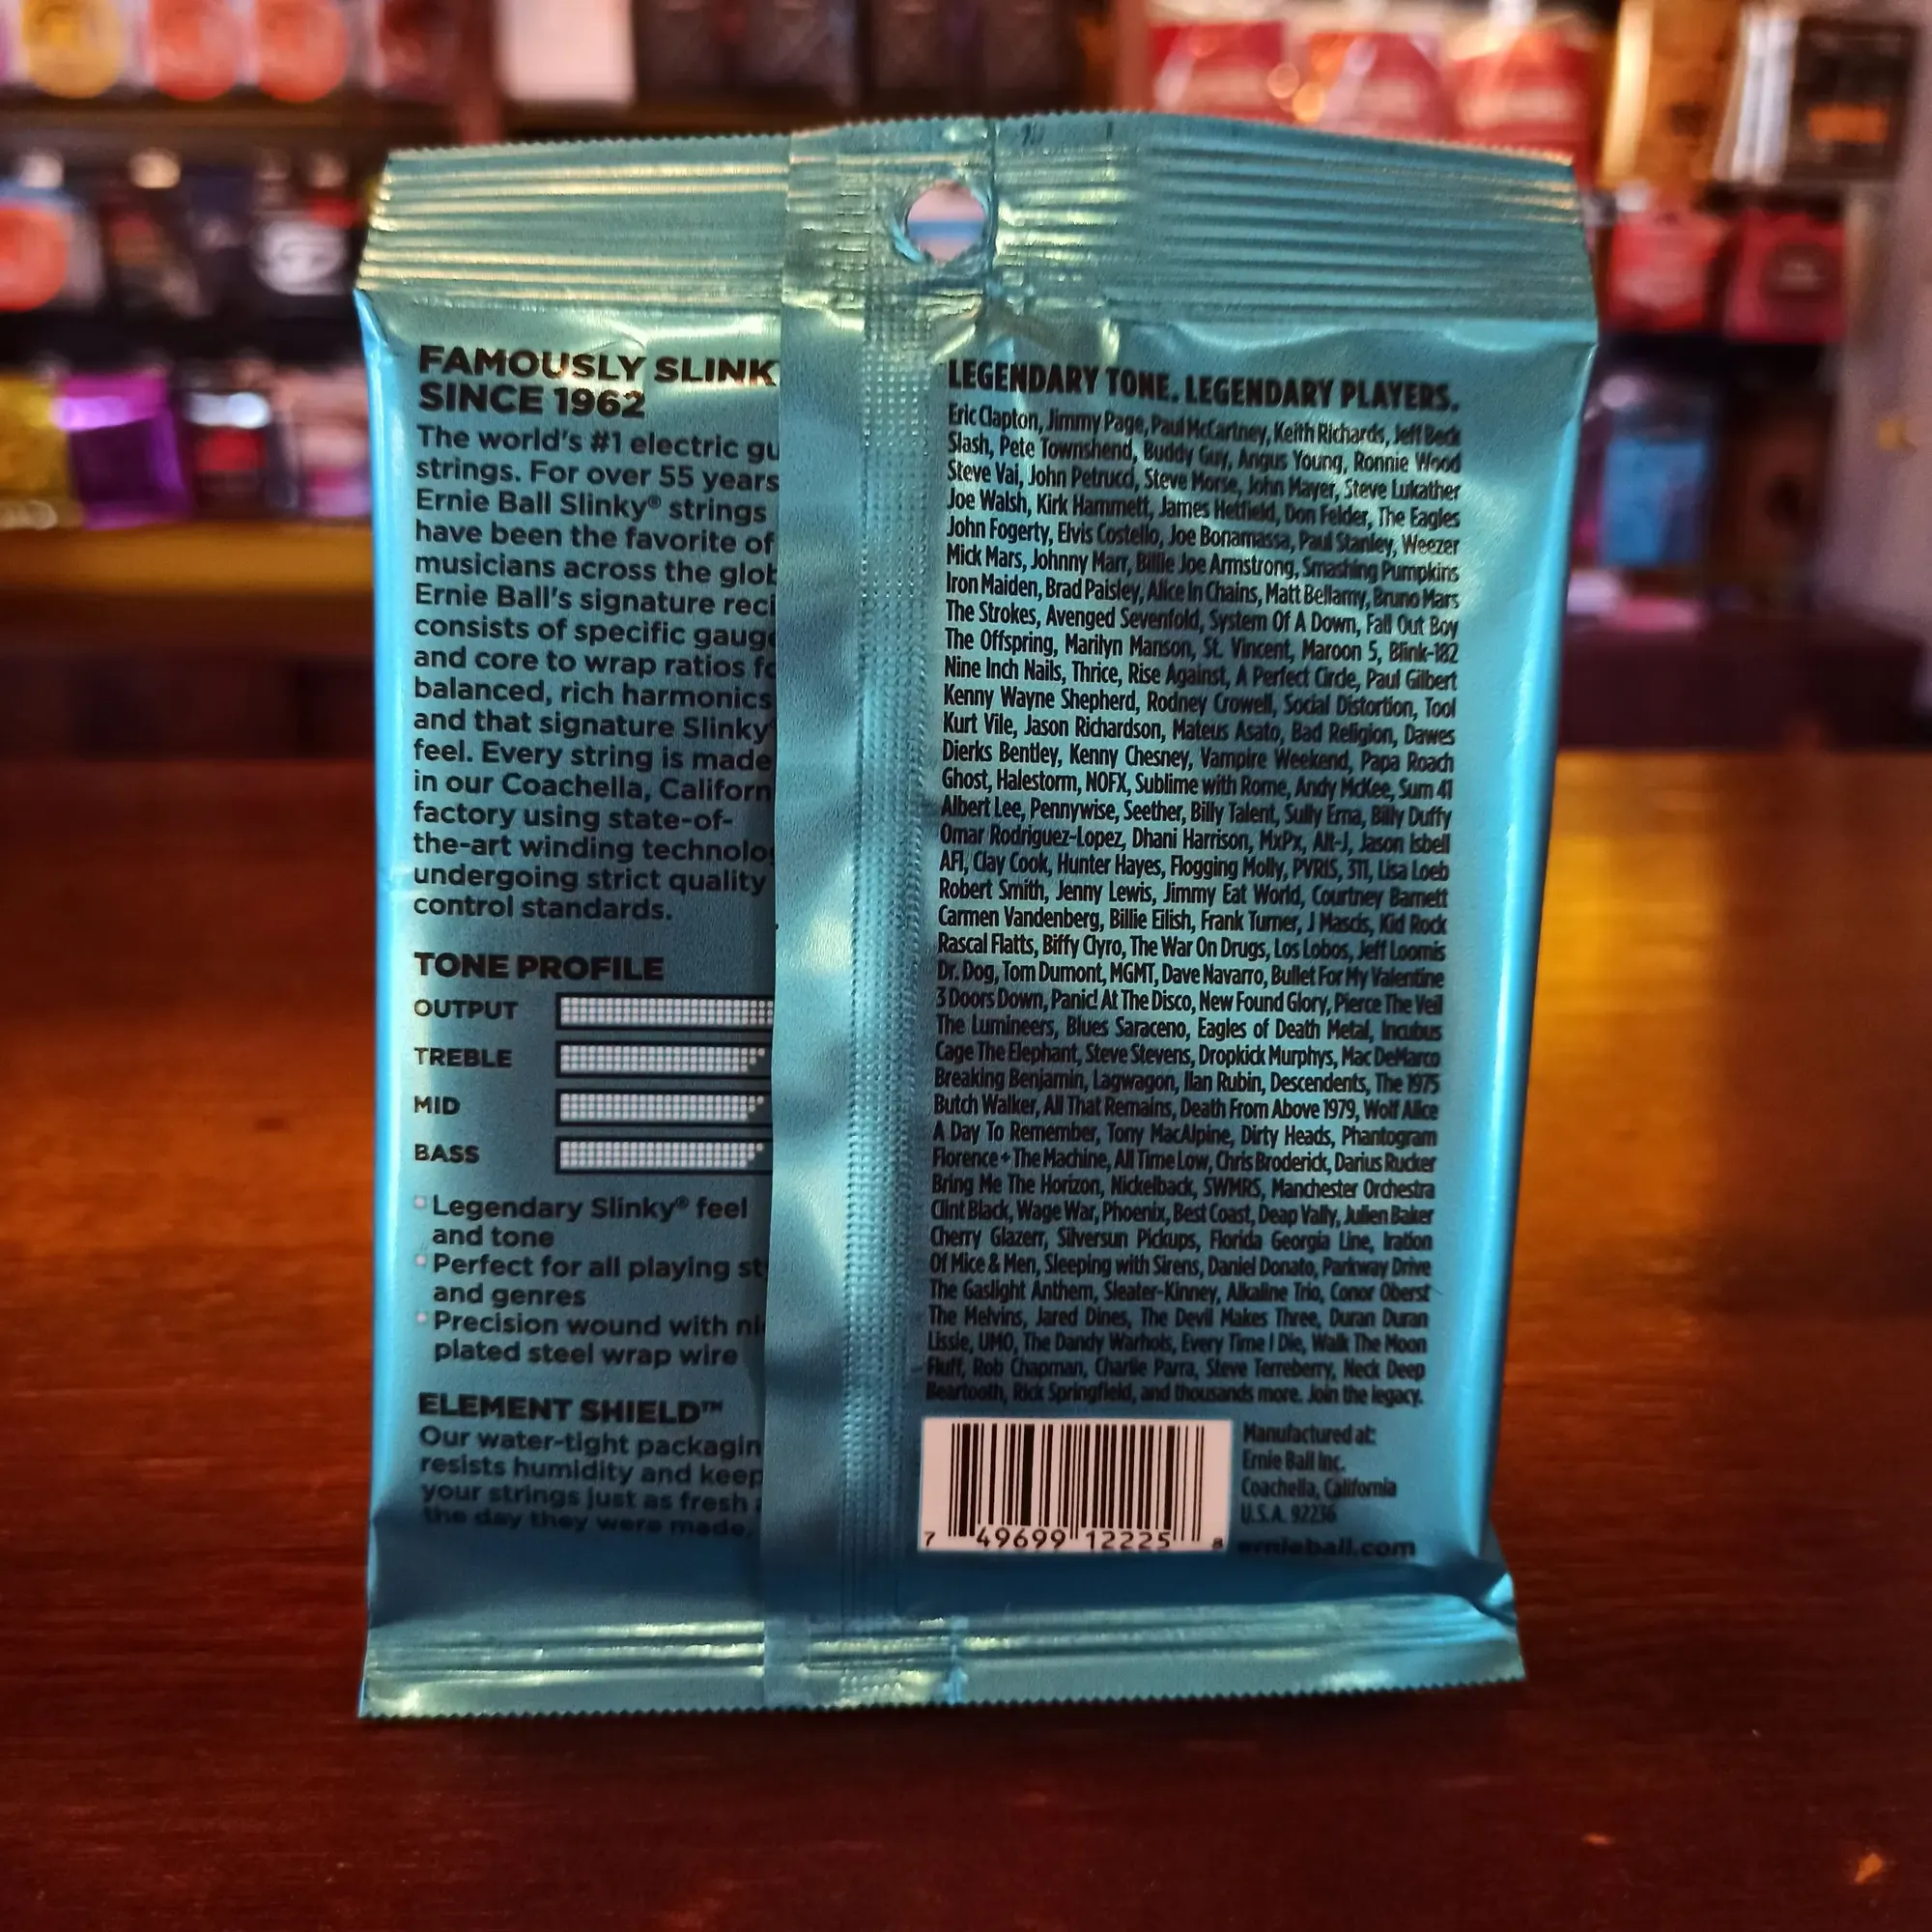 FAMOUSLY SLINK
SINCE 1962
The world's #1 electric gu
strings. For over 55 years
Ernie Ball Slinky® strings
have been the favorite of
musicians across the glob
Ernie Ball's signature reci
consists of specific gauge
and core to wrap ratios fo
balanced, rich harmonics
and that signature Slinky®
feel. Every string is made
in our Coachella, Californ
factory using state-of-
the-art winding technolo
undergoing strict quality
control standards.
TONE PROFILE
OUTPUT
TREBLE
MID
BASS
Legendary Slinky® feel
and tone
Perfect for all playing st
and genres
Precision wound with ni
plated steel wrap wire
ELEMENT SHIELD™
Our water-tight packagin
resists humidity and keep
your strings just as fresh a
the day they were made.
LEGENDARY TONE. LEGENDARY PLAYERS.
Eric Clapton, Jimmy Page, Paul McCartney, Keith Richards, Jeff Beck
Slash, Pete Townshend, Buddy Guy, Angus Young, Ronnie Wood
Steve Vai, John Petrucci, Steve Morse, John Mayer, Steve Lukather
Joe Walsh, Kirk Hammett, James Hetfield, Don Felder, The Eagles
John Fogerty, Elvis Costello, Joe Bonamassa, Paul Stanley, Weezer
Mick Mars, Johnny Marr, Billie Joe Armstrong, Smashing Pumpkins
Iron Maiden, Brad Paisley, Alice In Chains, Matt Bellamy, Bruno Mars
The Strokes, Avenged Sevenfold, System Of A Down, Fall Out Boy
The Offspring, Marilyn Manson, St. Vincent, Maroon 5, Blink-182
Nine Inch Nails, Thrice, Rise Against, A Perfect Circle, Paul Gilbert
Kenny Wayne Shepherd, Rodney Crowell, Social Distortion, Tool
Kurt Vile, Jason Richardson, Mateus Asato, Bad Religion, Dawes
Dierks Bentley, Kenny Chesney, Vampire Weekend, Papa Roach
Ghost, Halestorm, NOFX, Sublime with Rome, Andy McKee, Sum 41
Albert Lee, Pennywise, Seether, Billy Talent, Sully Erna, Billy Duffy
Omar Rodriguez-Lopez, Dhani Harrison, MxPx, Alt-J, Jason Isbell
AFI, Clay Cook, Hunter Hayes, Flogging Molly, PVRIS, 311, Lisa Loeb
Robert Smith, Jenny Lewis, Jimmy Eat World, Courtney Barnett
Carmen Vandenberg, Billie Eilish, Frank Turner, J Mascis, Kid Rock
Rascal Flatts, Biffy Clyro, The War On Drugs, Los Lobos, Jeff Loomis
Dr. Dog, Tom Dumont, MGMT, Dave Navarro, Bullet For My Valentine
3 Doors Down, Panic! At The Disco, New Found Glory, Pierce The Veil
The Lumineers, Blues Saraceno, Eagles of Death Metal, Incubus
Cage The Elephant, Steve Stevens, Dropkick Murphys, Mac DeMarco
Breaking Benjamin, Lagwagon, Ilan Rubin, Descendents, The 1975
Butch Walker, All That Remains, Death From Above 1979, Wolf Alice
A Day To Remember, Tony MacAlpine, Dirty Heads, Phantogram
Florence + The Machine, All Time Low, Chris Broderick, Darius Rucker
Bring Me The Horizon, Nickelback, SWMRS, Manchester Orchestra
Clint Black, Wage War, Phoenix, Best Coast, Deap Vally, Julien Baker
Cherry Glazerr, Silversun Pickups, Florida Georgia Line, Iration
Of Mice & Men, Sleeping with Sirens, Daniel Donato, Parkway Drive
The Gaslight Anthem, Sleater-Kinney, Alkaline Trio, Conor Oberst
The Melvins, Jared Dines, The Devil Makes Three, Duran Duran
Lissie, UMO, The Dandy Warhols, Every Time I Die, Walk The Moon
Fluff, Rob Chapman, Charlie Parra, Steve Terreberry, Neck Deep
Beartooth, Rick Springfield, and thousands more. Join the legacy.
7 49699 12225 8
Manufactured at:
Ernie Ball Inc.
Coachella, California
U.S.A. 92236
ernieball.com